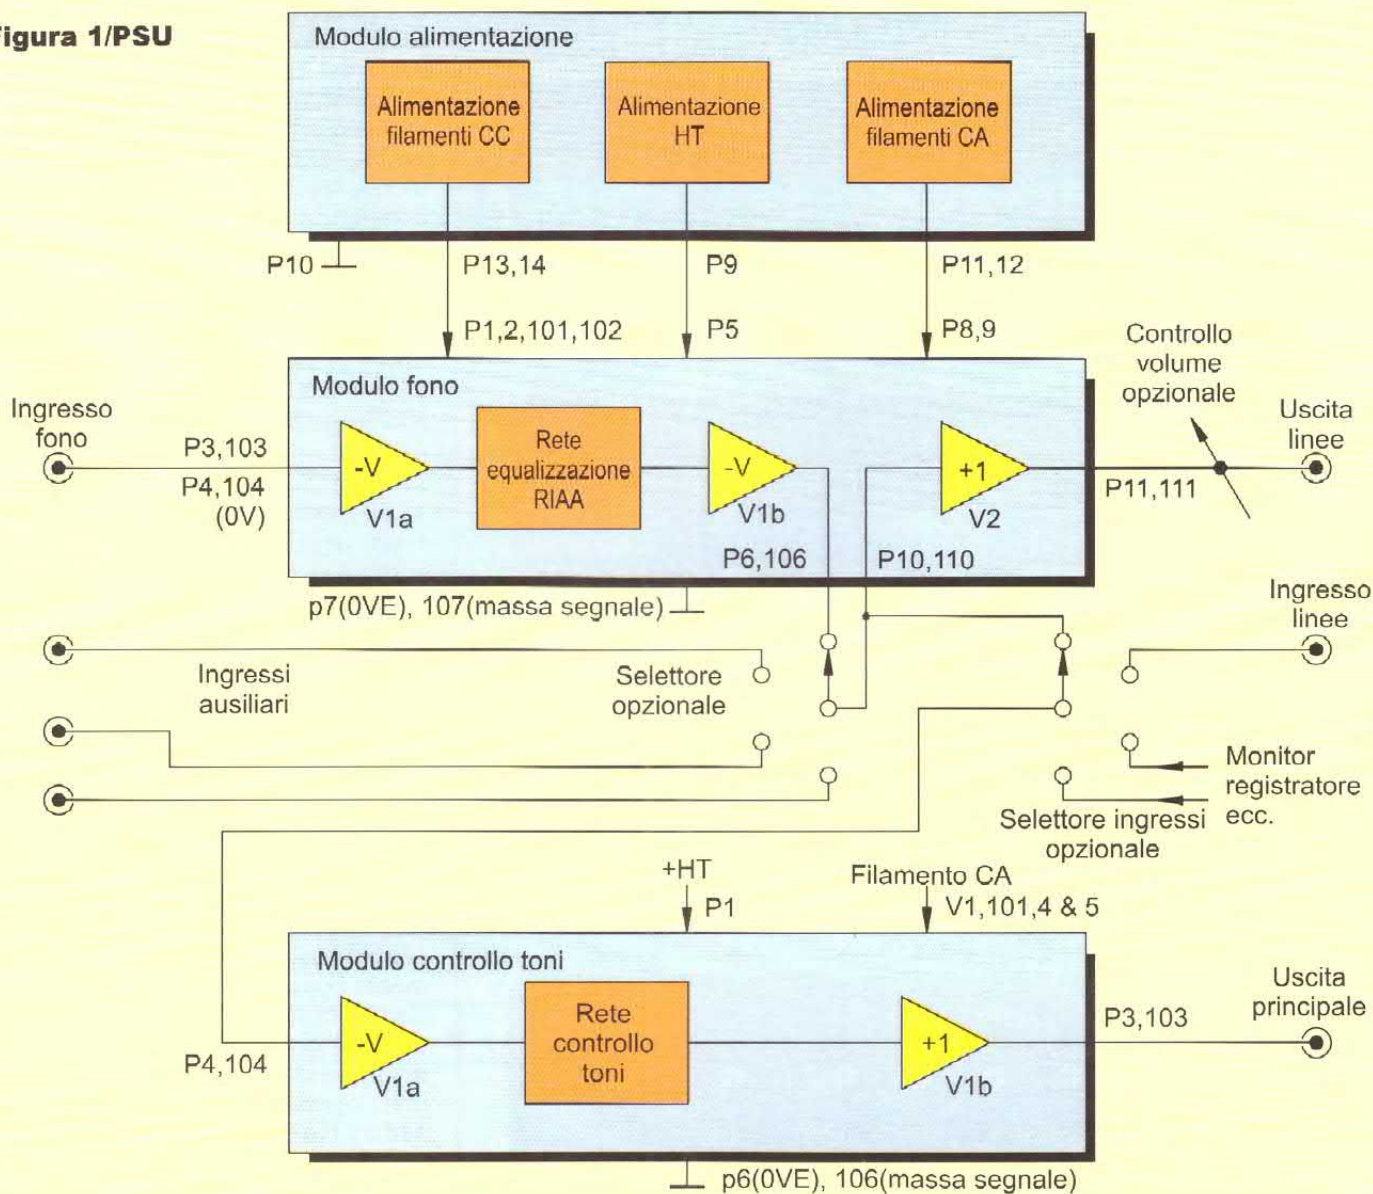 Figura 1/PSU
Modulo alimentazione
Alimentazione
filamenti CC
Alimentazione
HT
Alimentazione
filamenti CA
P10
P13,14
P9
P11,12
P1,2,101,102
P5
P8,9
Controllo
volume
opzionale
Modulo fono
Ingresso
fono
P3,103
P4,104
(0V)
-V
V1a
Rete
equalizzazione
RIAA
-V
V1b
+1
V2
Uscita
linee
P11,111
P6,106
P10,110
p7(0VE), 107(massa segnale)
Ingresso
linee
Ingressi
ausiliari
Selettore
opzionale
Monitor
registratore
ecc.
Selettore ingressi
opzionale
+HT
P1
Filamento CA
V1,101,4 & 5
Modulo controllo toni
P4,104
-V
V1a
Rete
controllo
toni
+1
V1b
P3,103
Uscita
principale
p6(0VE), 106(massa segnale)